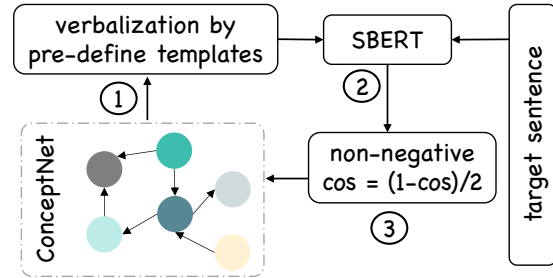 verbalization by
pre-define templates
SBERT
1
2
ConceptNet
non-negative
cos = (1-cos)/2
3
target sentence